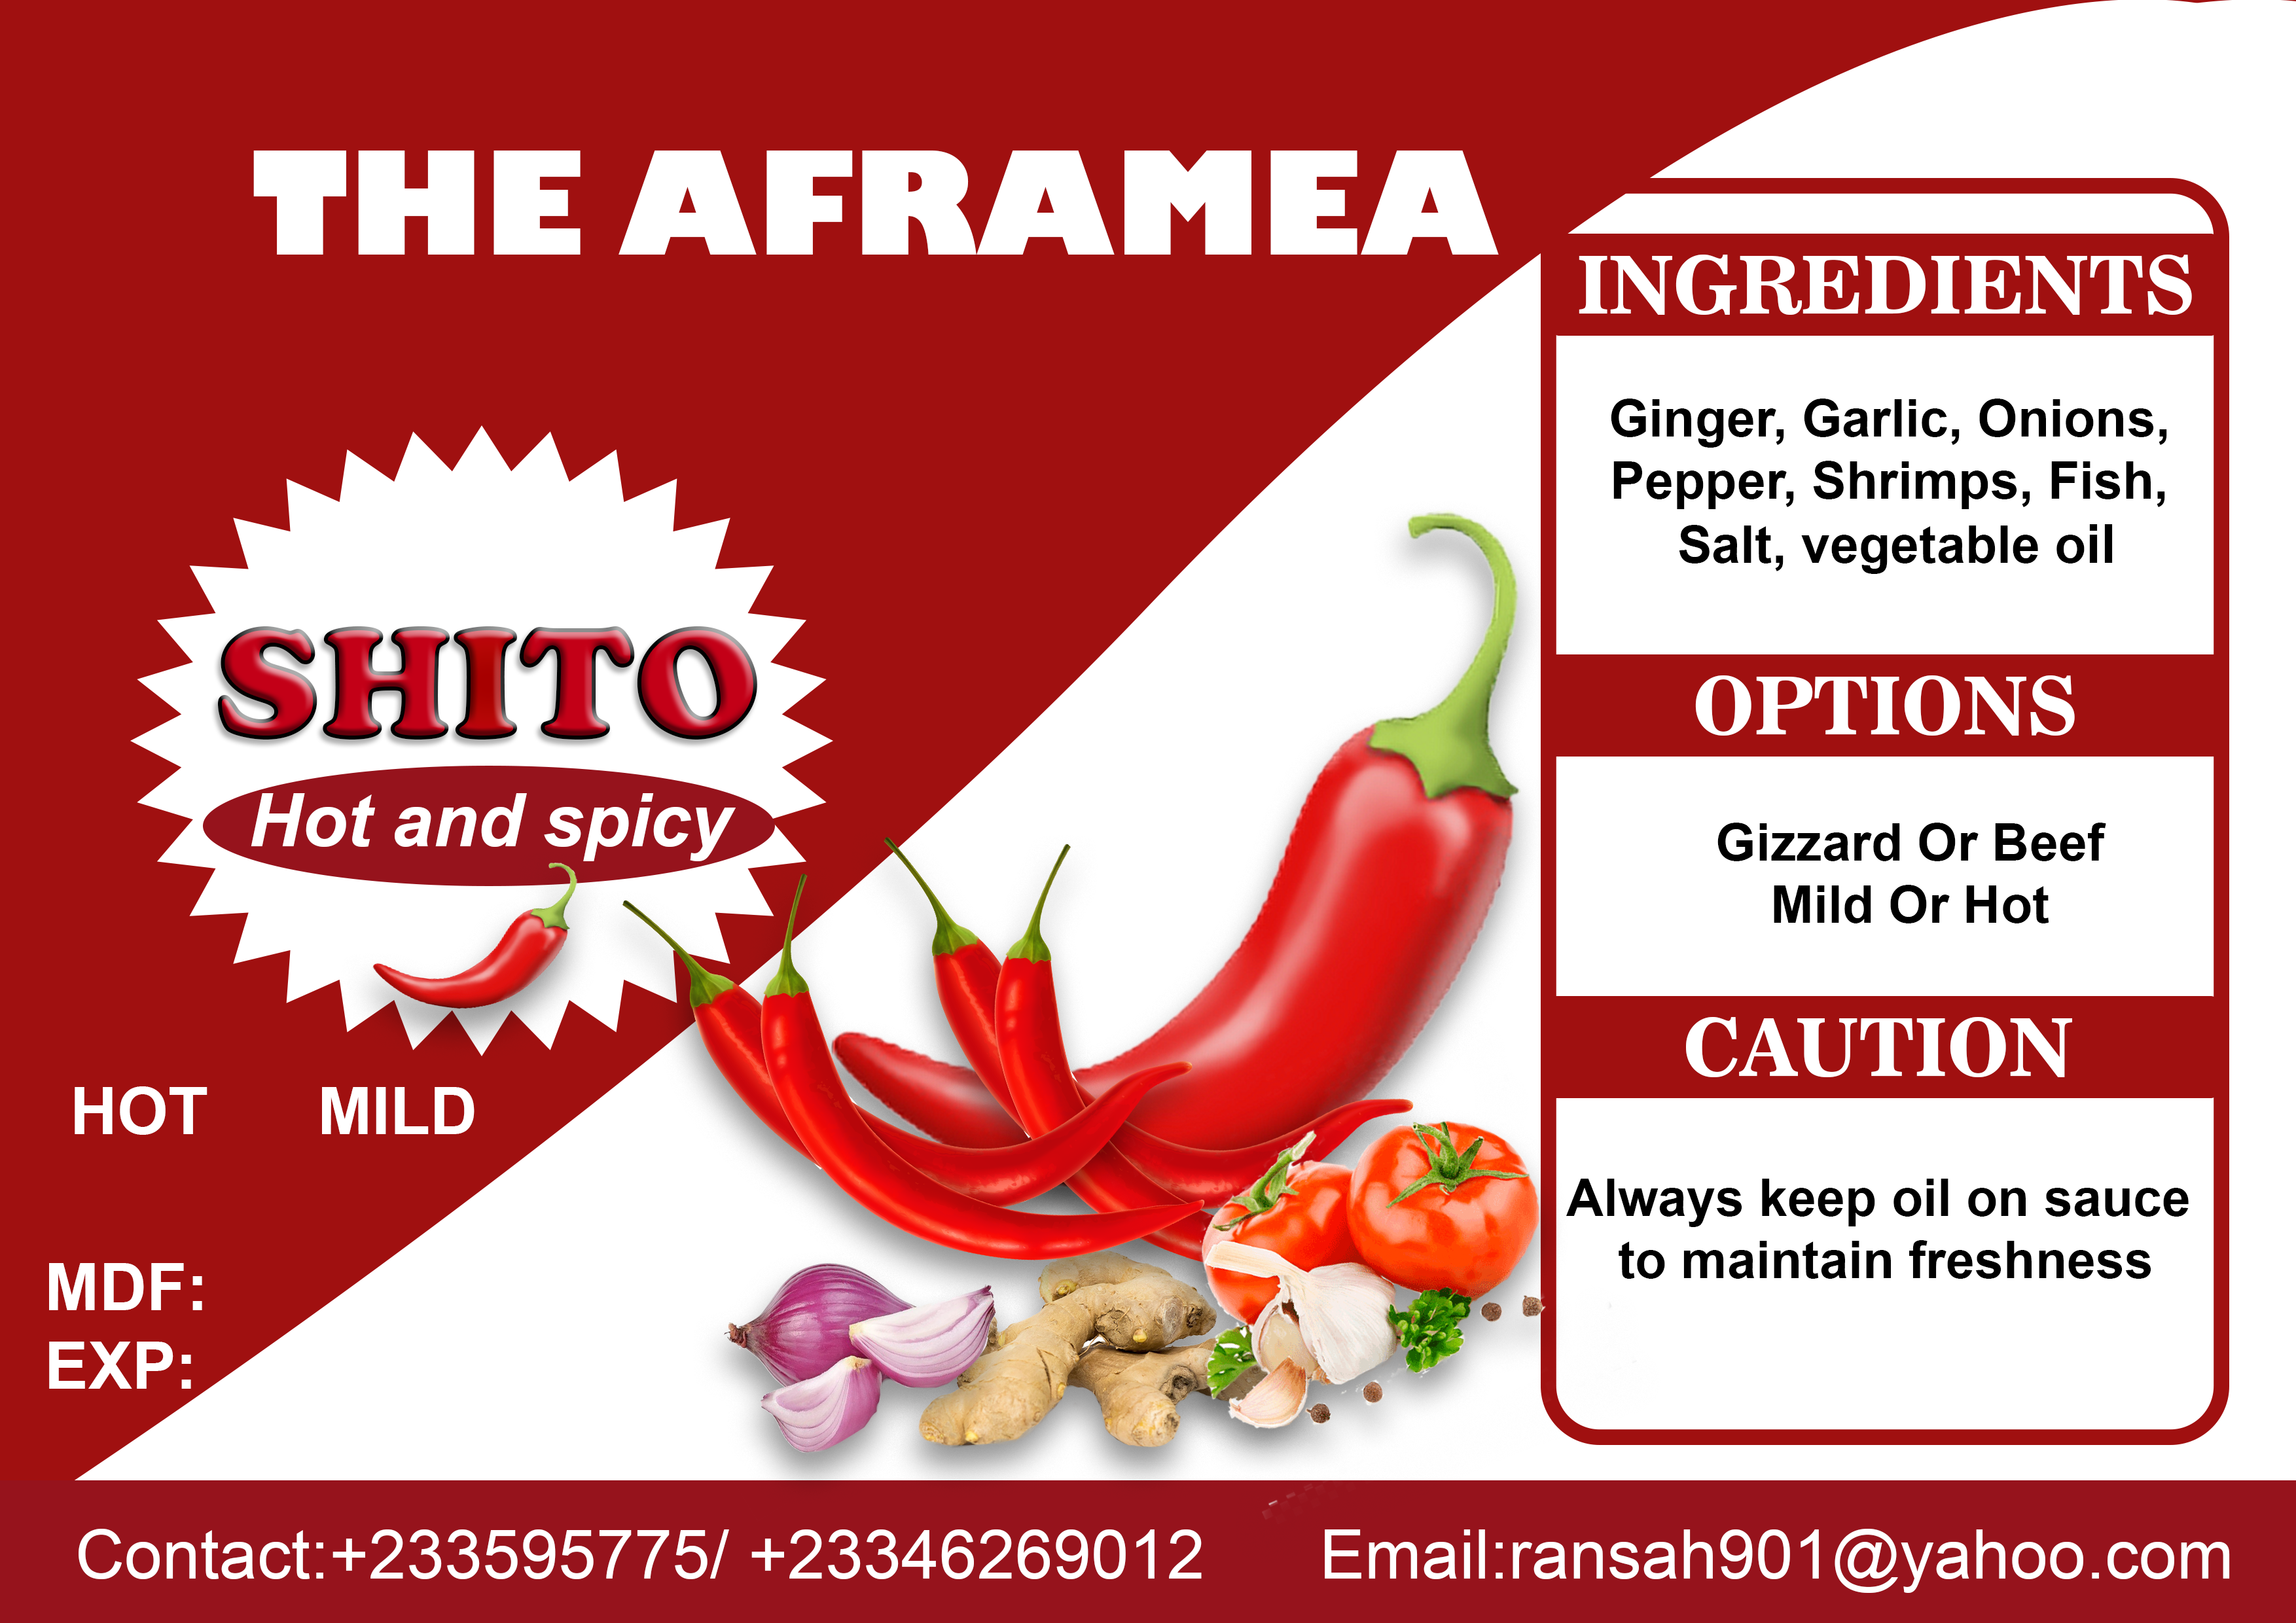 THE AFRAMEA
SHITO
Hot and spicy
HOT MILD
MDF:
EXP:
INGREDIENTS
Ginger, Garlic, Onions,
Pepper, Shrimps, Fish,
Salt, vegetable oil
OPTIONS
Gizzard Or Beef
Mild Or Hot
CAUTION
Always keep oil on sauce
to maintain freshness
Contact:+233595775/ +23346269012 Email:ransah901@yahoo.com